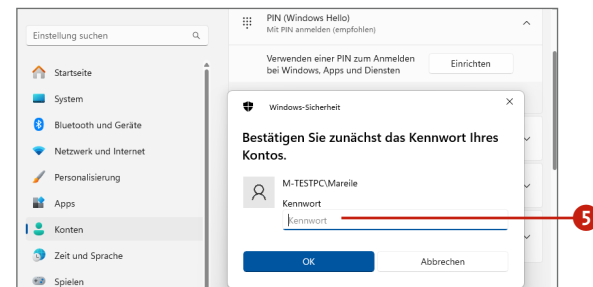 Einstellung suchen
Startseite
System
Bluetooth und Geräte
Netzwerk und Internet
Personalisierung
Apps
Konten
Zeit und Sprache
Spielen
PIN (Windows Hello)
Mit PIN anmelden (empfohlen)
Verwenden einer PIN zum Anmelden
bei Windows, Apps und Diensten
Einrichten
Windows-Sicherheit
Bestätigen Sie zunächst das Kennwort Ihres
Kontos.
M-TESTPC\Mareile
Kennwort
Kennwort
5
OK
Abbrechen